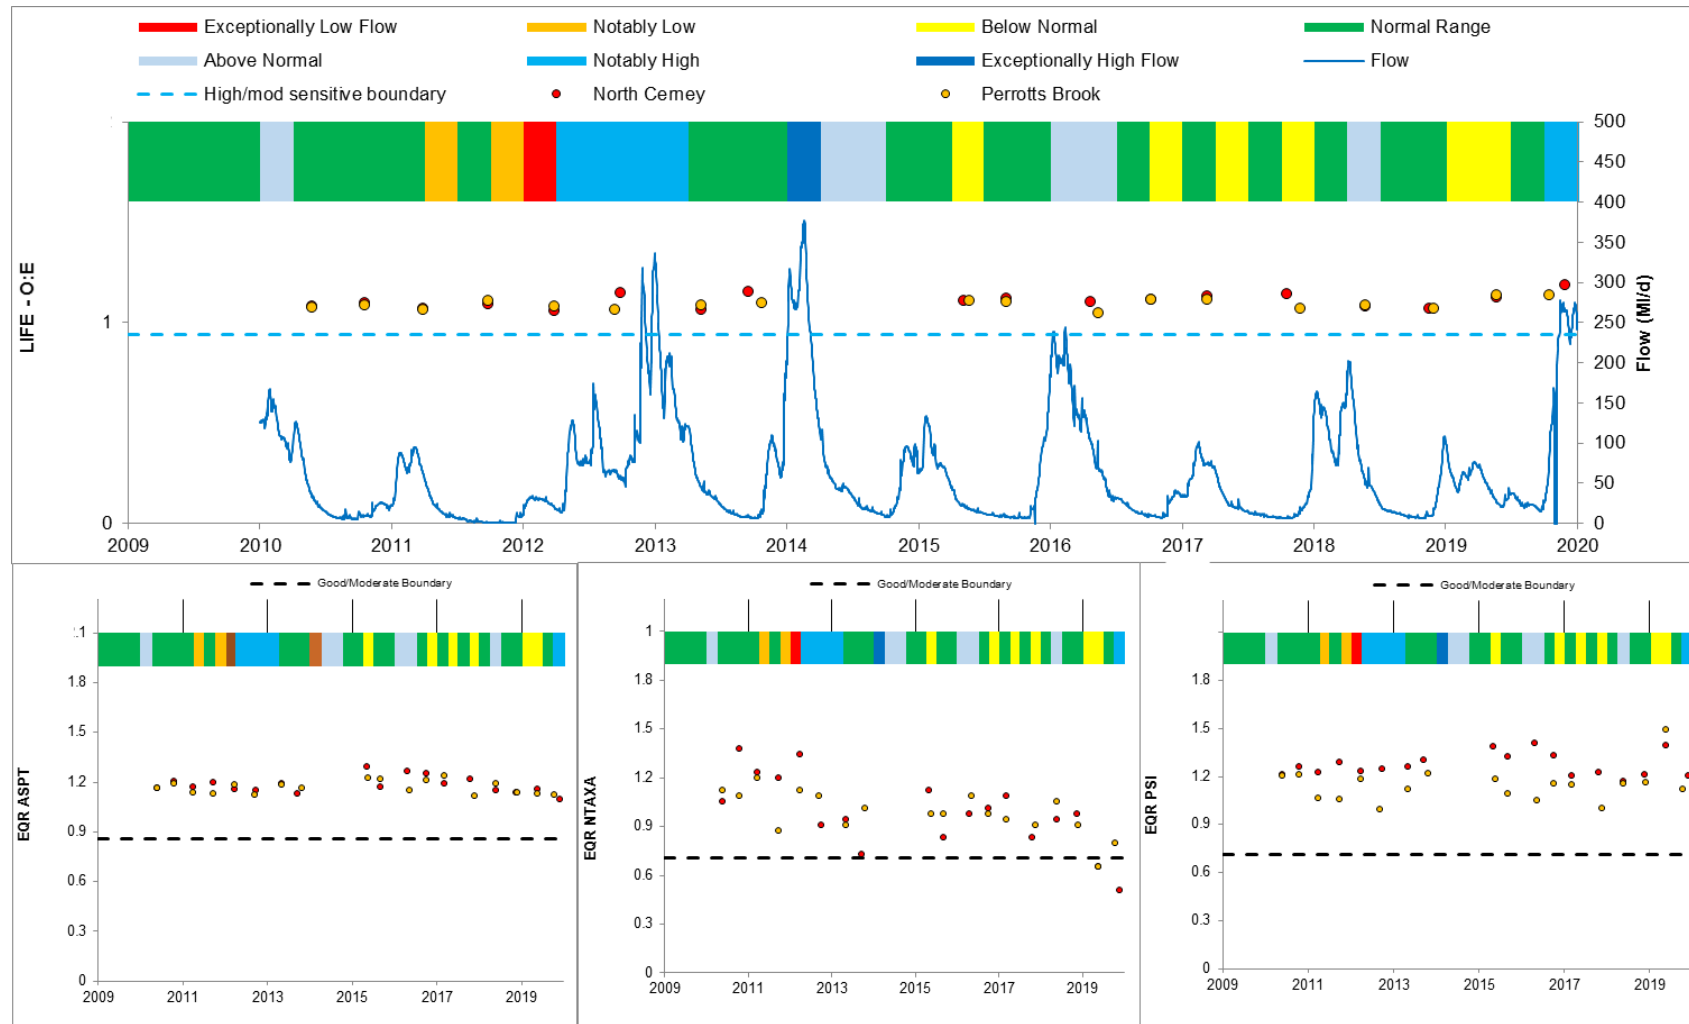 Exceptionally Low Flow Notably Low Below Normal Normal Range
Above Normal Notably High Exceptionally High Flow Flow
High/mod sensitive boundary North Cerney Perrotts Brook
LIFE - O:E
1
0
500
450
400
350
300
250
200
150
100
50
0
Flow (Ml/d)
2009 2010 2011 2012 2013 2014 2015 2016 2017 2018 2019 2020
Good/Moderate Boundary
EQR ASPT
1.8
1.5
1.2
0.9
0.6
0.3
0
2009 2011 2013 2015 2017 2019
Good/Moderate Boundary
EQR NTAXA
1
1.8
1.5
1.2
0.9
0.6
0.3
0
2009 2011 2013 2015 2017 2019
Good/Moderate Boundary
EQR PSI
1.8
1.5
1.2
0.9
0.6
0.3
0
2009 2011 2013 2015 2017 2019